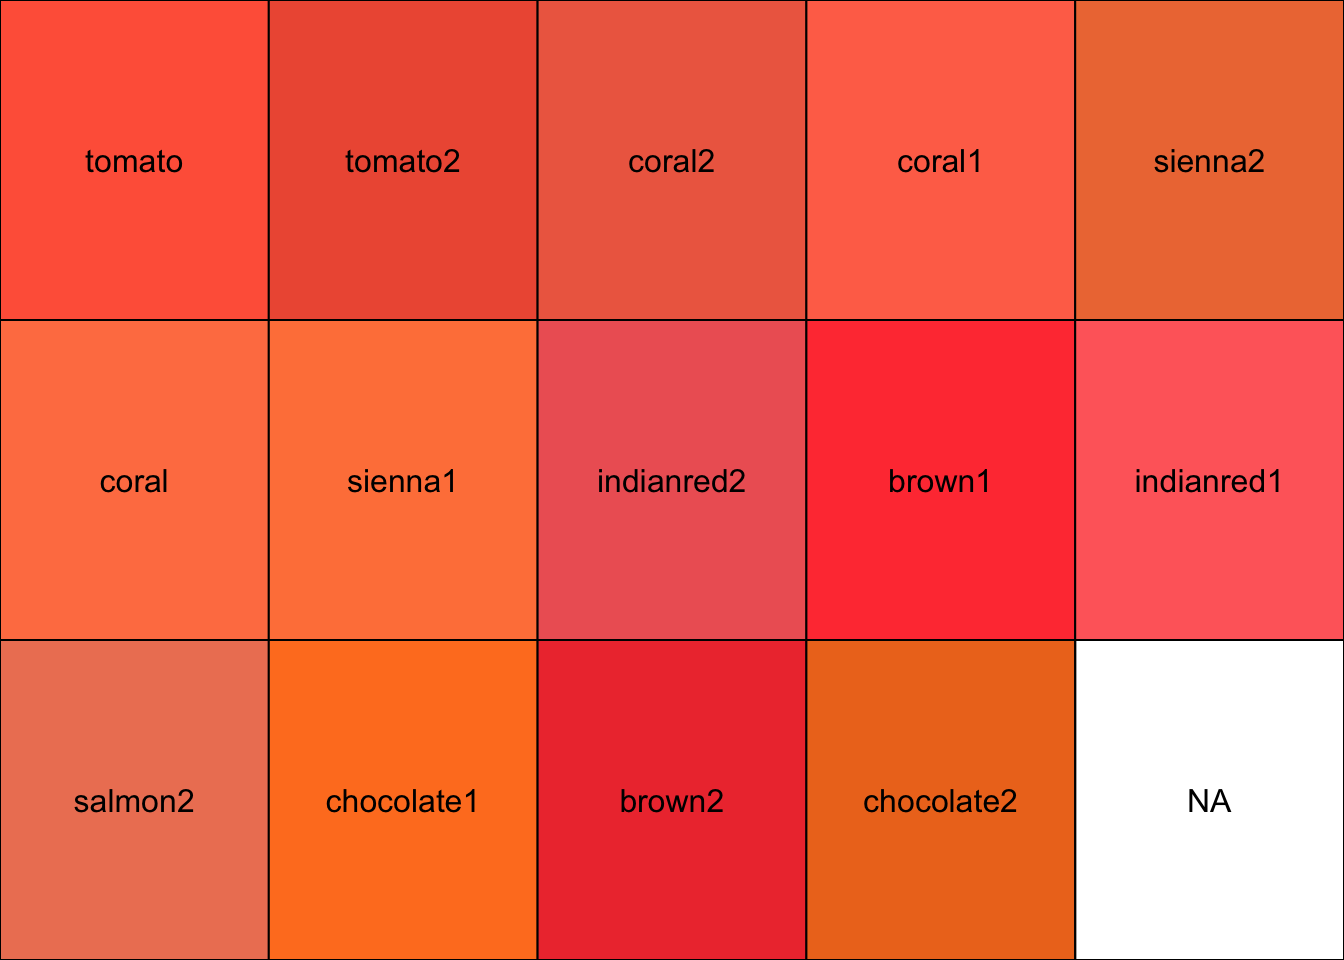 tomato
tomato2
coral2
coral1
sienna2
coral
sienna1
indianred2
brown1
indianred1
salmon2
chocolate1
brown2
chocolate2
NA